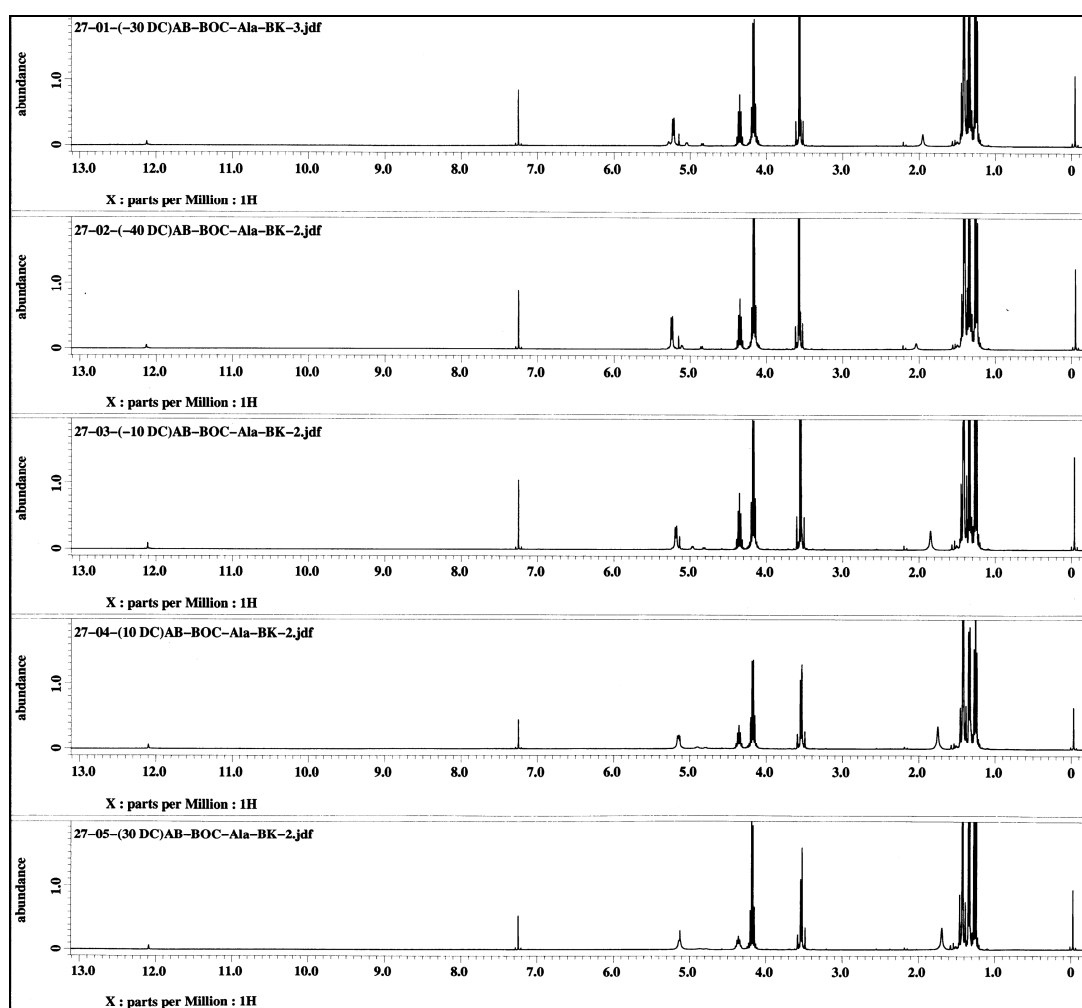 27-01-(-30 DC)AB-BOC-Ala-BK-3.jdf
abundance
1.0
0
13.0 12.0 11.0 10.0 9.0 8.0 7.0 6.0 5.0 4.0 3.0 2.0 1.0 0
X : parts per Million : 1H
27-02-(-40 DC)AB-BOC-Ala-BK-2.jdf
abundance
1.0
0
13.0 12.0 11.0 10.0 9.0 8.0 7.0 6.0 5.0 4.0 3.0 2.0 1.0 0
X : parts per Million : 1H
27-03-(-10 DC)AB-BOC-Ala-BK-2.jdf
abundance
1.0
0
13.0 12.0 11.0 10.0 9.0 8.0 7.0 6.0 5.0 4.0 3.0 2.0 1.0 0
X : parts per Million : 1H
27-04-(10 DC)AB-BOC-Ala-BK-2.jdf
abundance
1.0
0
13.0 12.0 11.0 10.0 9.0 8.0 7.0 6.0 5.0 4.0 3.0 2.0 1.0 0
X : parts per Million : 1H
27-05-(30 DC)AB-BOC-Ala-BK-2.jdf
abundance
1.0
0
13.0 12.0 11.0 10.0 9.0 8.0 7.0 6.0 5.0 4.0 3.0 2.0 1.0 0
X : parts per Million : 1H